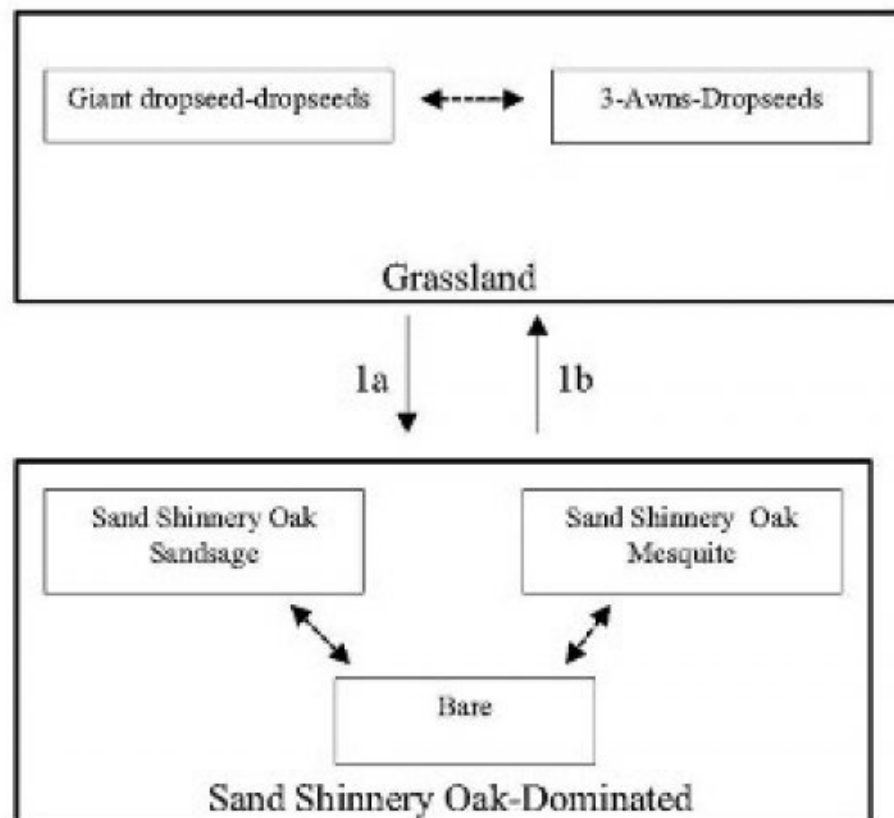 Giant dropseed-dropseeds
3-Awns-Dropseeds
Grassland
1a
1b
Sand Shinnery Oak
Sandsage
Sand Shinnery Oak
Mesquite
Bare
Sand Shinnery Oak-Dominated